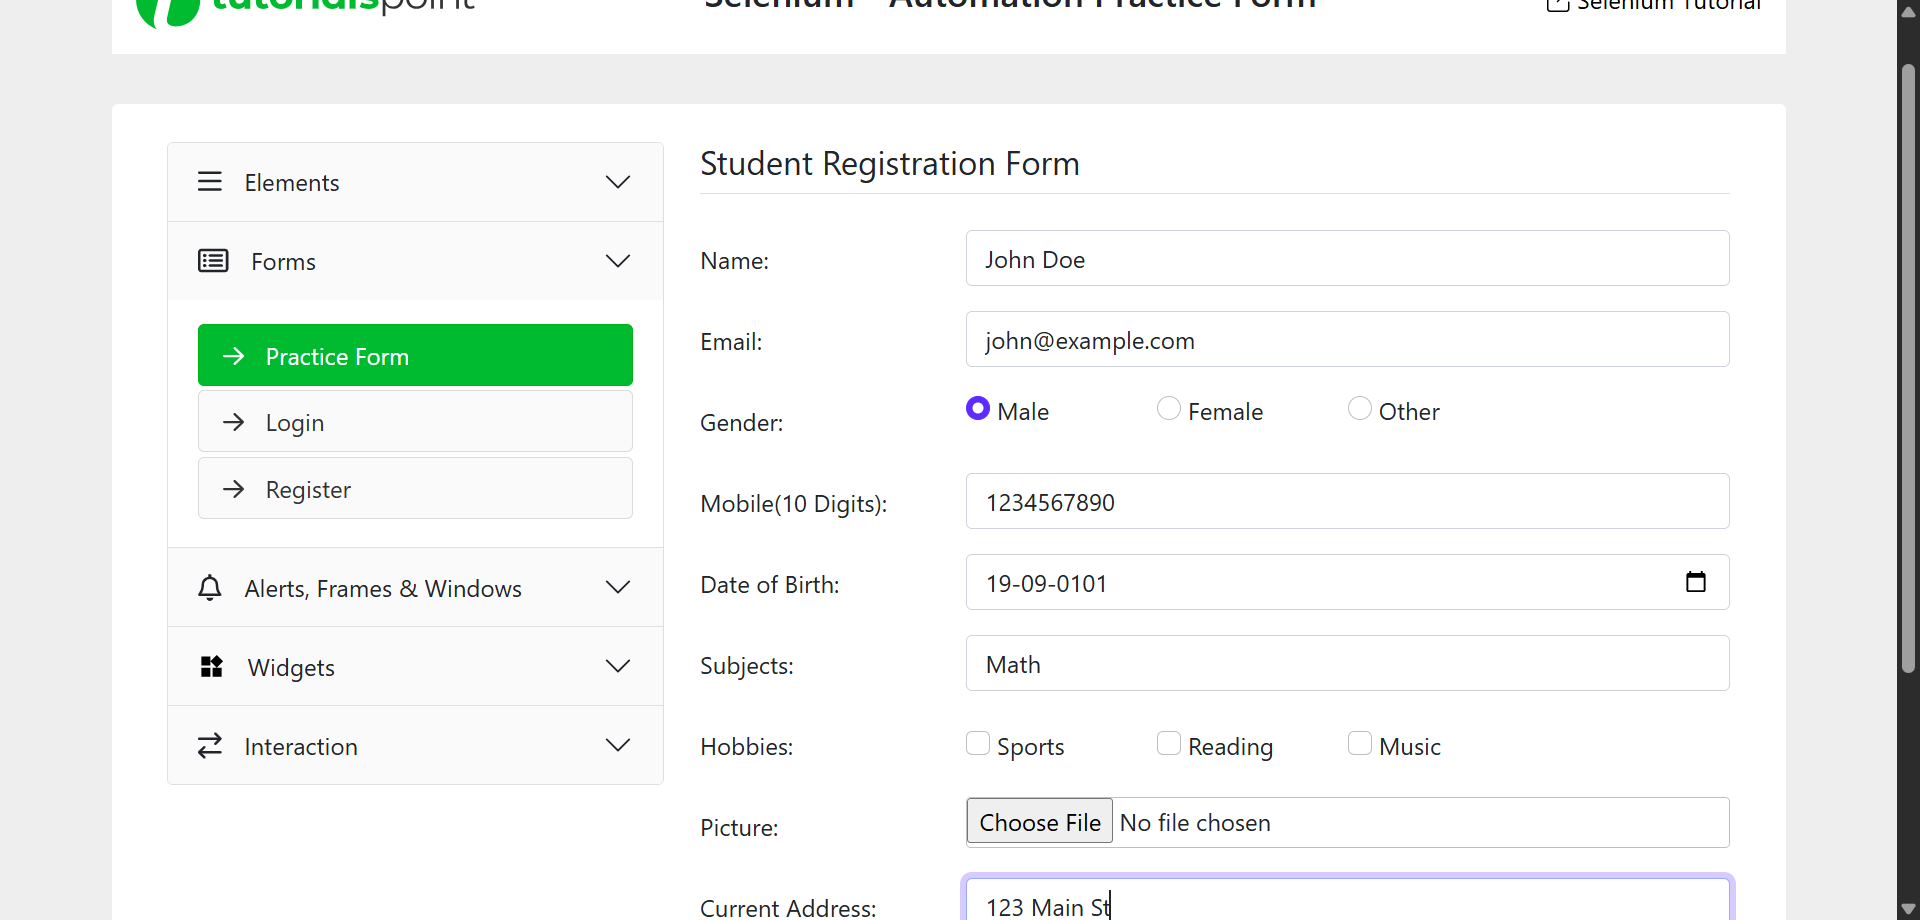 tutorialspoint
Selenium - Automation Practice Form
Selenium Tutorial
Elements
Forms
Practice Form
Login
Register
Alerts, Frames & Windows
Widgets
Interaction
Student Registration Form
Name:
John Doe
Email:
john@example.com
Gender:
Male
Female
Other
Mobile(10 Digits):
1234567890
Date of Birth:
19-09-0101
Subjects:
Math
Hobbies:
Sports
Reading
Music
Picture:
Choose File No file chosen
Current Address:
123 Main St